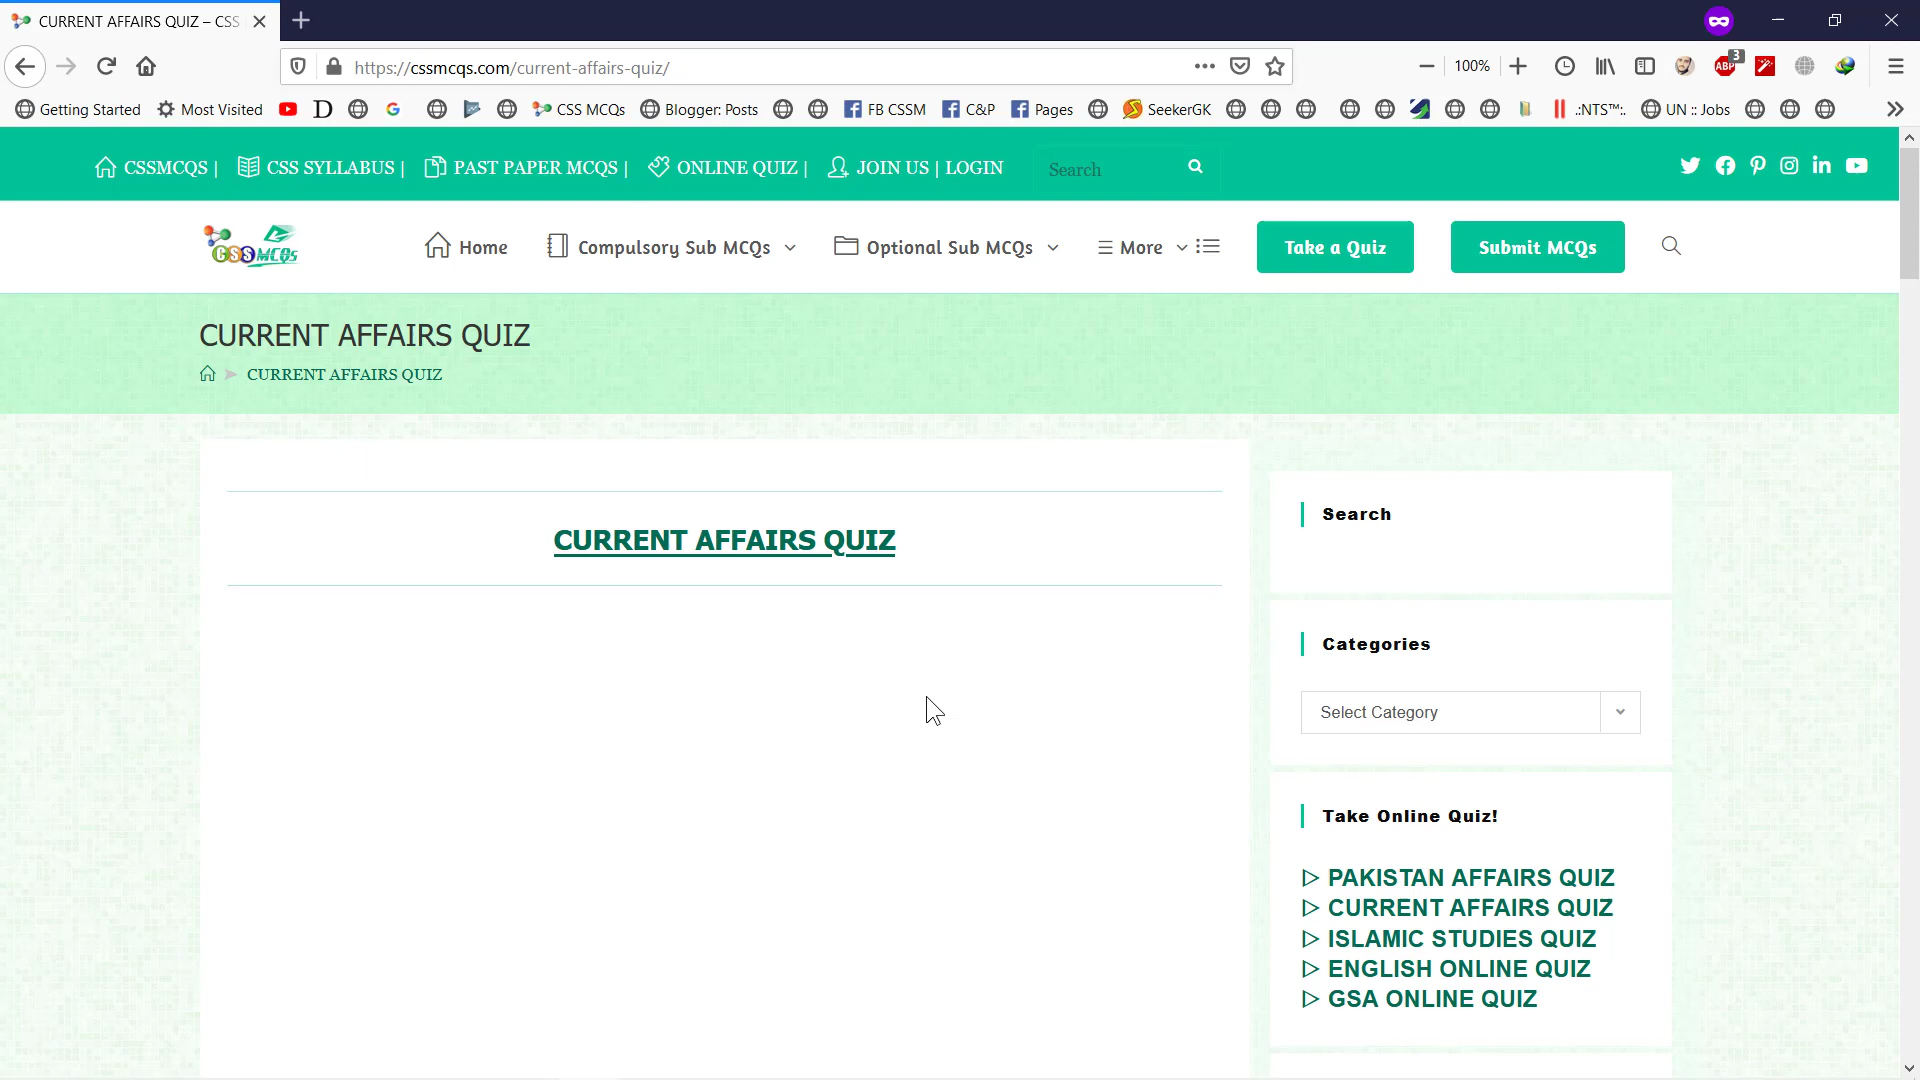 CURRENT AFFAIRS QUIZ – CSS
https://cssmcqs.com/current-affairs-quiz/
100%
ABP
3
Getting Started
Most Visited
D
G
CSS MCQs
Blogger: Posts
FB CSSM
C&P
Pages
SeekerGK
.:NTS™:.
UN :: Jobs
CSSMCQS |
CSS SYLLABUS |
PAST PAPER MCQS |
ONLINE QUIZ |
JOIN US | LOGIN
Search
CSS MCQs
Home
Compulsory Sub MCQs
Optional Sub MCQs
More
Take a Quiz
Submit MCQs
CURRENT AFFAIRS QUIZ
CURRENT AFFAIRS QUIZ
CURRENT AFFAIRS QUIZ
Search
Categories
Select Category
Take Online Quiz!
PAKISTAN AFFAIRS QUIZ
CURRENT AFFAIRS QUIZ
ISLAMIC STUDIES QUIZ
ENGLISH ONLINE QUIZ
GSA ONLINE QUIZ